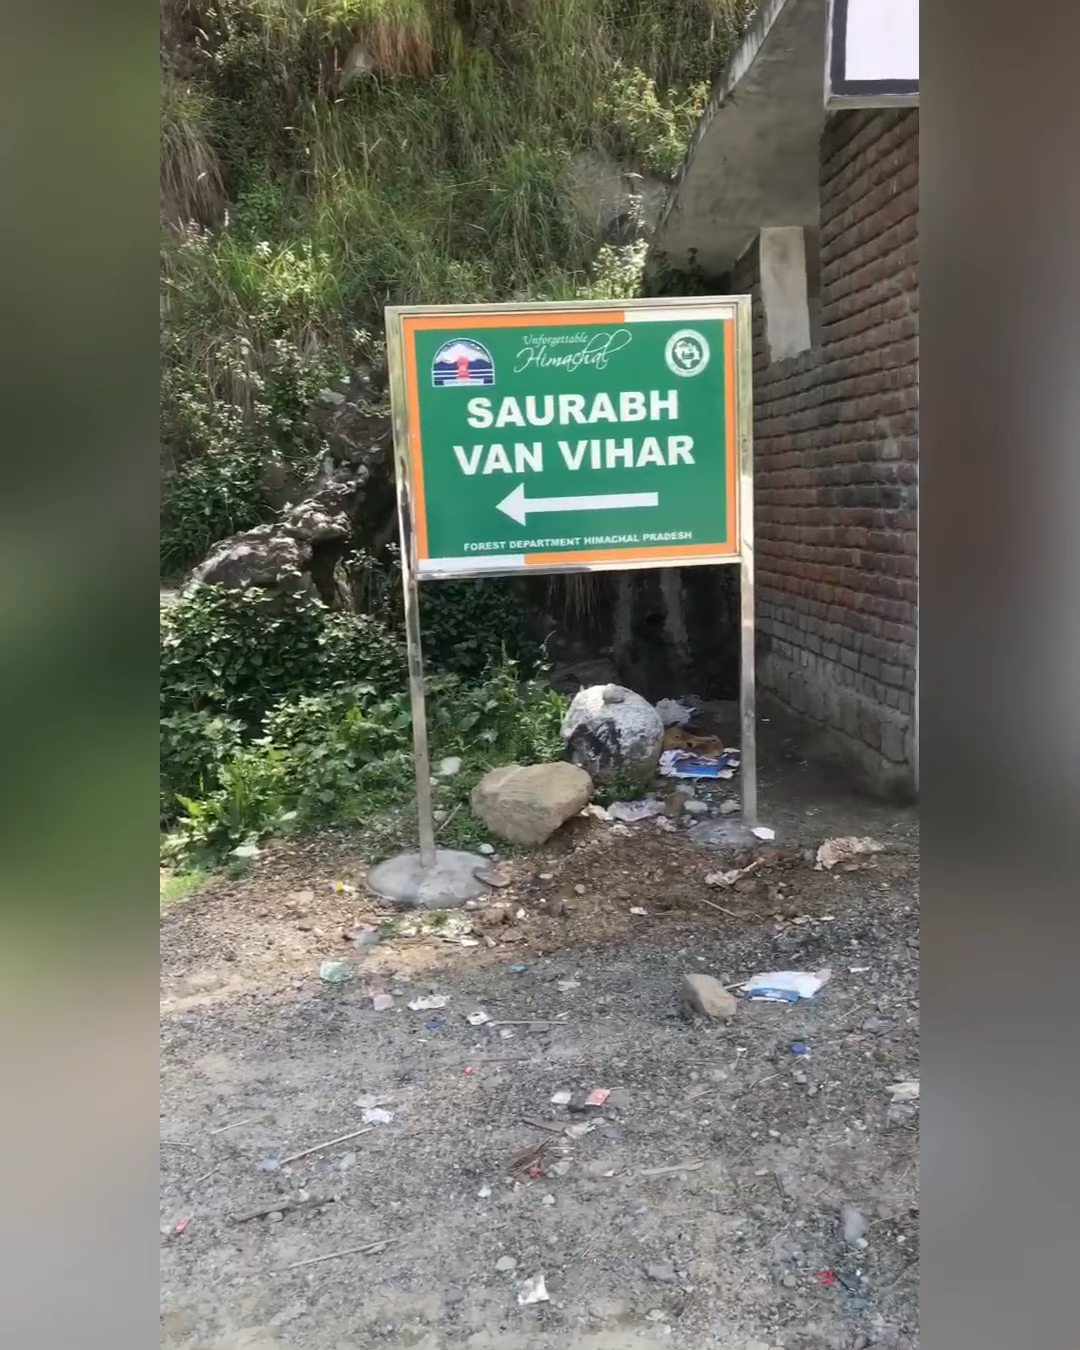 Unforgettable
Himachal
SAURABH
VAN VIHAR
FOREST DEPARTMENT HIMACHAL PRADESH